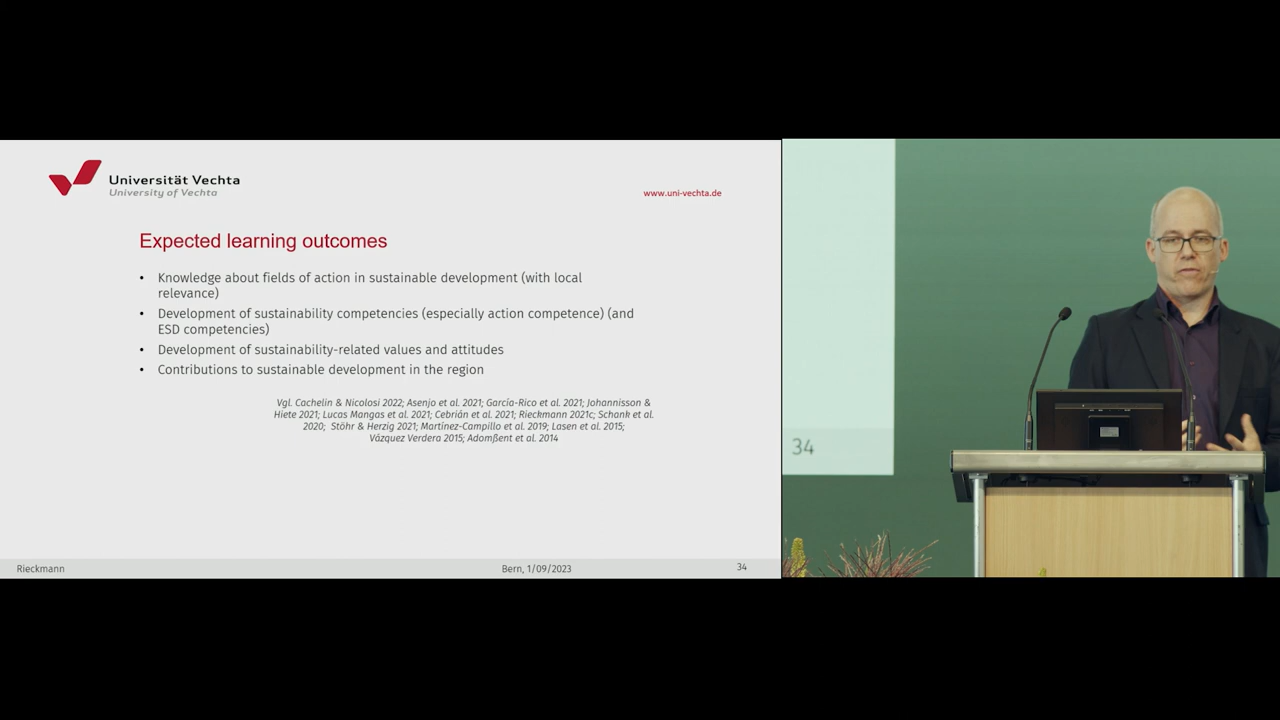 Universität Vechta
University of Vechta
www.uni-vechta.de
Expected learning outcomes
• Knowledge about fields of action in sustainable development (with local
relevance)
• Development of sustainability competencies (especially action competence) (and
ESD competencies)
• Development of sustainability-related values and attitudes
• Contributions to sustainable development in the region
Vgl. Cachelin & Nicolosi 2022; Asenjo et al. 2021; García-Rico et al. 2021; Johannisson &
Hiete 2021; Lucas Mangas et al. 2021; Cebrián et al. 2021; Rieckmann 2021c; Schank et al.
2020; Stöhr & Herzig 2021; Martínez-Campillo et al. 2019; Lasen et al. 2015;
Vázquez Verdera 2015; Adomßent et al. 2014
Rieckmann
Bern, 1/09/2023
34
34